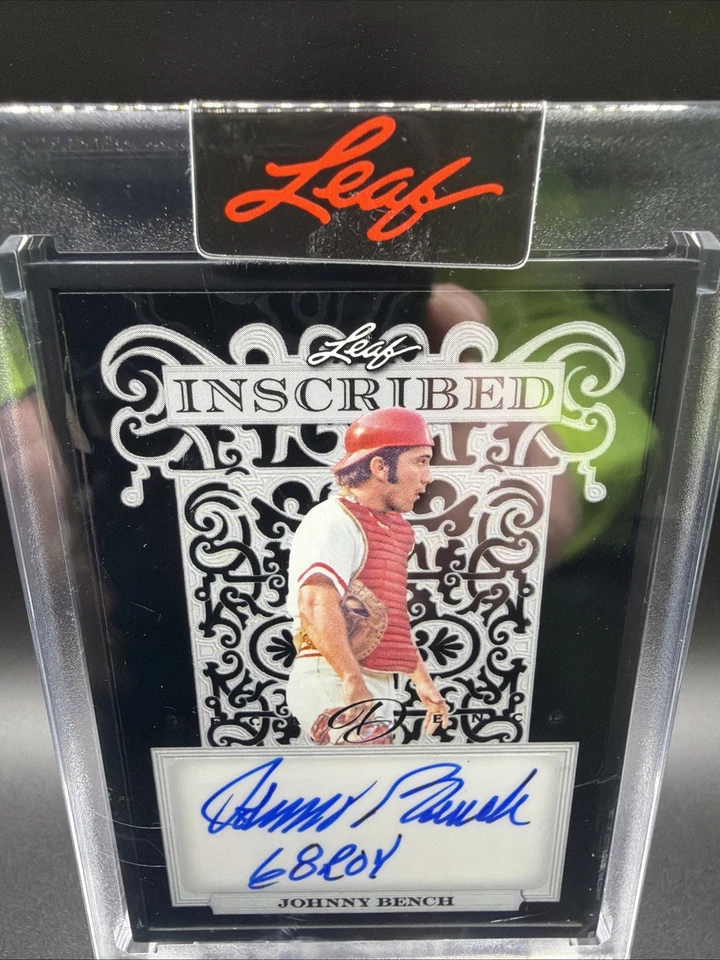 Leaf
Leaf
INSCRIBED
Johnny Bench
68 ROY
JOHNNY BENCH